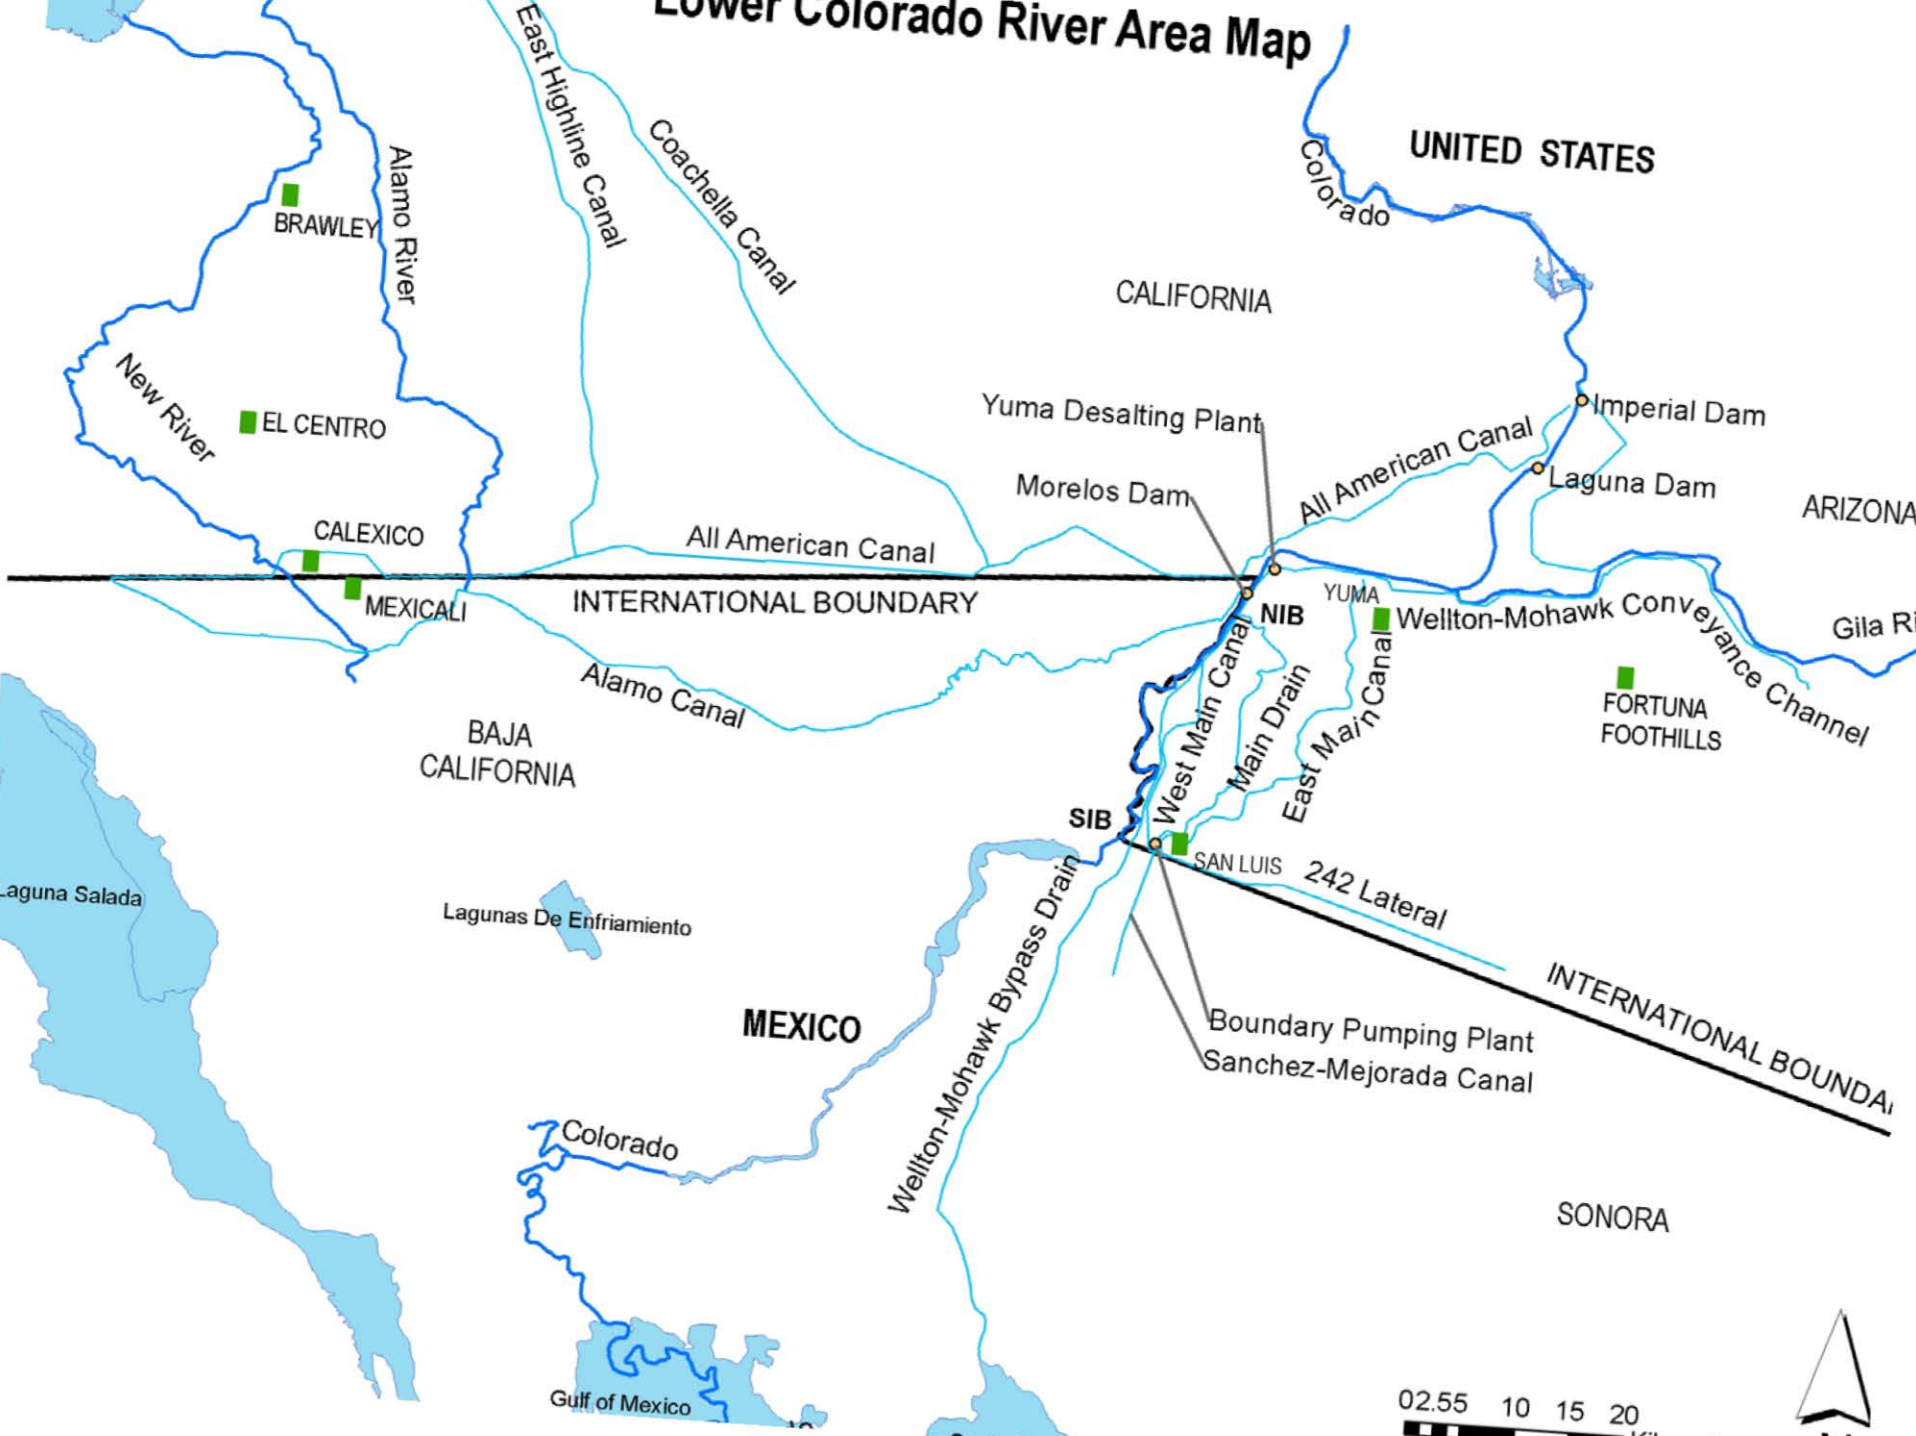 Lower Colorado River Area Map
East Highline Canal
Coachella Canal
Alamo River
Colorado
UNITED STATES
BRAWLEY
CALIFORNIA
New River
EL CENTRO
Yuma Desalting Plant
Imperial Dam
All American Canal
Morelos Dam
Laguna Dam
ARIZONA
CALEXICO
All American Canal
MEXICALI
INTERNATIONAL BOUNDARY
NIB
YUMA
Wellton-Mohawk Conveyance Channel
Gila Ri
Alamo Canal
West Main Canal
Main Drain
East Main Canal
FORTUNA
FOOTHILLS
BAJA
CALIFORNIA
SIB
SAN LUIS
242 Lateral
Laguna Salada
Lagunas De Enfriamiento
Wellton-Mohawk Bypass Drain
INTERNATIONAL BOUNDA
MEXICO
Boundary Pumping Plant
Sanchez-Mejorada Canal
Colorado
SONORA
Gulf of Mexico
02.55 10 15 20